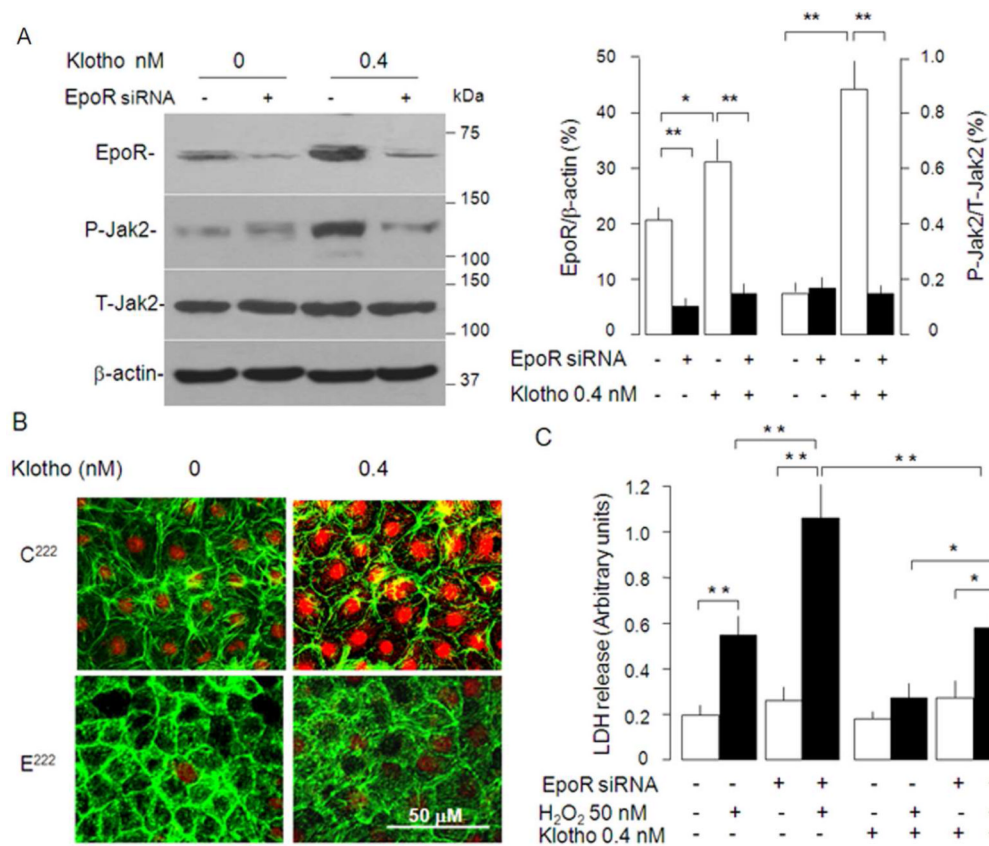 A
Klotho nM 0 0.4
EpoR siRNA - + - + kDa
EpoR- 75
P-Jak2- 150
100
T-Jak2- 150
100
β-actin- 37
** **
* **
**
50 1.0
40 0.8
30 0.6
20 0.4
10 0.2
0 0
EpoR/β-actin (%)
P-Jak2/T-Jak2 (%)
EpoR siRNA - + - + - + - +
Klotho 0.4 nM - - + + - - + +
B
Klotho (nM) 0 0.4
C²²²
E²²²
50 µM
C
**
** **
*
** *
1.2
1.0
0.8
0.6
0.4
0.2
0
LDH release (Arbitrary units)
EpoR siRNA - - + + - - +
H₂O₂ 50 nM - + - + - + -
Klotho 0.4 nM - - - - + + +